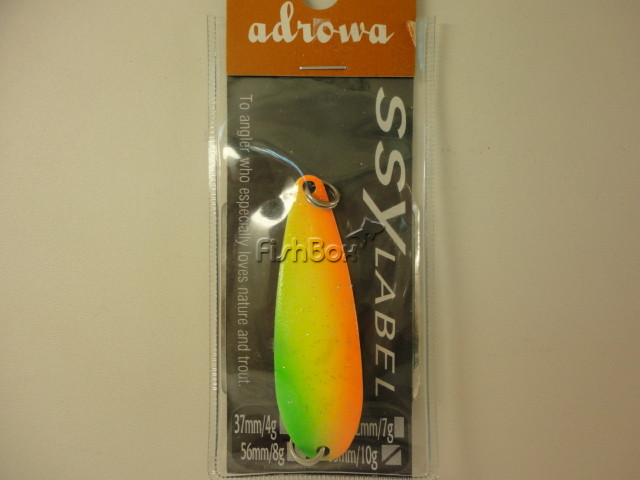 adrowa
SSY LABEL
To angler who especially loves nature and trout.
FishBox
37mm/4g
mm/7g
56mm/8g
mm/10g